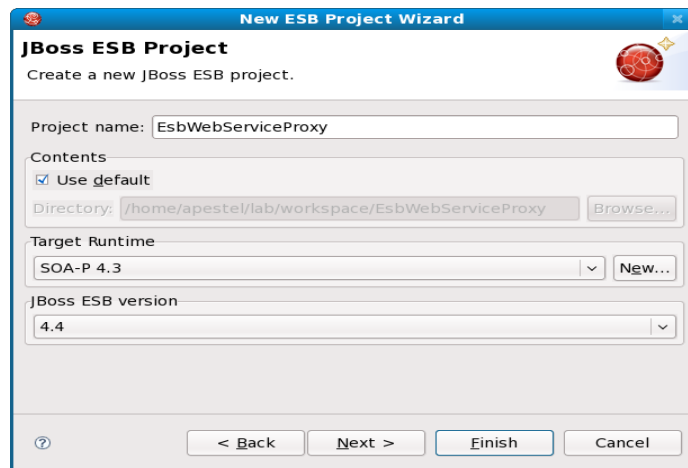 New ESB Project Wizard
JBoss ESB Project
Create a new JBoss ESB project.
Project name: EsbWebServiceProxy
Contents
Use default
Directory: /home/apestel/lab/workspace/EsbWebServiceProxy Browse...
Target Runtime
SOA-P 4.3 New...
JBoss ESB version
4.4
? < Back Next > Finish Cancel